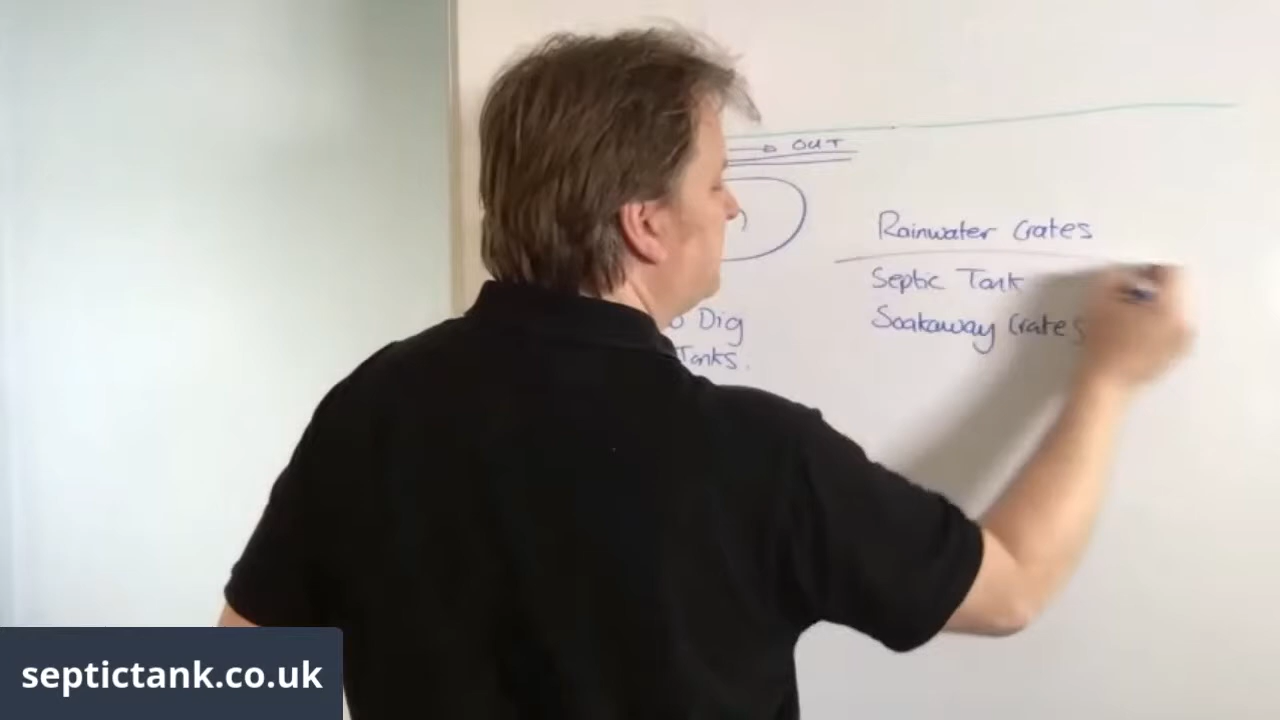 OUT
Rainwater Crates
Septic Tank
Soakaway Crates
Dig
Tanks.
septictank.co.uk